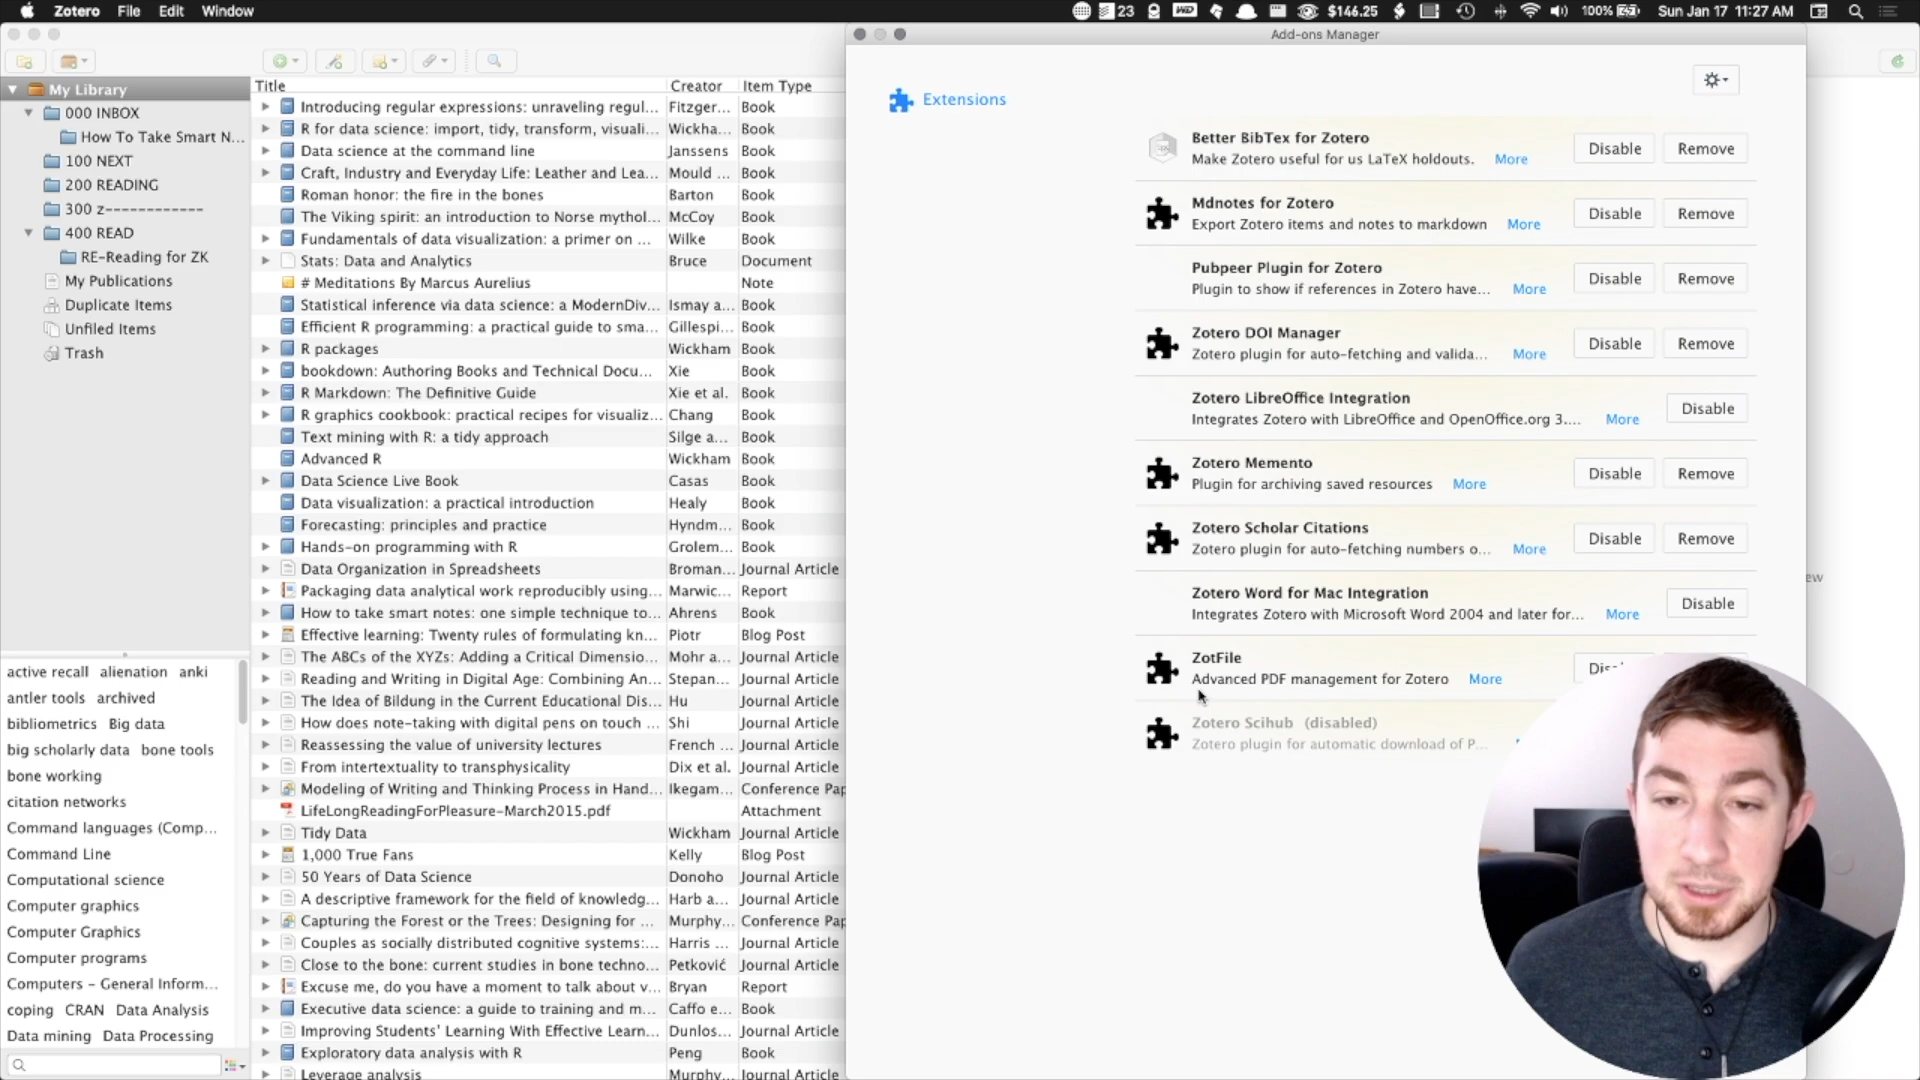 Zotero File Edit Window
23 $146.25 100% Sun Jan 17 11:27 AM
Add-ons Manager
My Library
000 INBOX
How To Take Smart N...
100 NEXT
200 READING
300 z------------
400 READ
RE-Reading for ZK
My Publications
Duplicate Items
Unfiled Items
Trash
active recall alienation anki
antler tools archived
bibliometrics Big data
big scholarly data bone tools
bone working
citation networks
Command languages (Comp...
Command Line
Computational science
Computer graphics
Computer Graphics
Computer programs
Computers - General Inform...
coping CRAN Data Analysis
Data mining Data Processing
Title Creator Item Type
Introducing regular expressions: unraveling regul... Fitzger... Book
R for data science: import, tidy, transform, visuali... Wickha... Book
Data science at the command line Janssens Book
Craft, Industry and Everyday Life: Leather and Lea... Mould ... Book
Roman honor: the fire in the bones Barton Book
The Viking spirit: an introduction to Norse mythol... McCoy Book
Fundamentals of data visualization: a primer on ... Wilke Book
Stats: Data and Analytics Bruce Document
# Meditations By Marcus Aurelius Note
Statistical inference via data science: a ModernDiv... Ismay a... Book
Efficient R programming: a practical guide to sma... Gillespi... Book
R packages Wickham Book
bookdown: Authoring Books and Technical Docu... Xie Book
R Markdown: The Definitive Guide Xie et al. Book
R graphics cookbook: practical recipes for visualiz... Chang Book
Text mining with R: a tidy approach Silge a... Book
Advanced R Wickham Book
Data Science Live Book Casas Book
Data visualization: a practical introduction Healy Book
Forecasting: principles and practice Hyndm... Book
Hands-on programming with R Grolem... Book
Data Organization in Spreadsheets Broman... Journal Article
Packaging data analytical work reproducibly using... Marwic... Report
How to take smart notes: one simple technique to... Ahrens Book
Effective learning: Twenty rules of formulating kn... Piotr Blog Post
The ABCs of the XYZs: Adding a Critical Dimensio... Mohr a... Journal Article
Reading and Writing in Digital Age: Combining An... Stepan... Journal Article
The Idea of Bildung in the Current Educational Dis... Hu Journal Article
How does note-taking with digital pens on touch ... Shi Journal Article
Reassessing the value of university lectures French ... Journal Article
From intertextuality to transphysicality Dix et al. Journal Article
Modeling of Writing and Thinking Process in Hand... Ikegam... Conference Pap
LifeLongReadingForPleasure-March2015.pdf Attachment
Tidy Data Wickham Journal Article
1,000 True Fans Kelly Blog Post
50 Years of Data Science Donoho Journal Article
A descriptive framework for the field of knowledg... Harb a... Journal Article
Capturing the Forest or the Trees: Designing for ... Murphy... Conference Pap
Couples as socially distributed cognitive systems:... Harris ... Journal Article
Close to the bone: current studies in bone techno... Petković Journal Article
Excuse me, do you have a moment to talk about v... Bryan Report
Executive data science: a guide to training and m... Caffo e... Book
Improving Students' Learning With Effective Learn... Dunlos... Journal Article
Exploratory data analysis with R Peng Book
Leverage analysis Murphy... Journal Article
Extensions
Better BibTex for Zotero
Make Zotero useful for us LaTeX holdouts. More Disable Remove
Mdnotes for Zotero
Export Zotero items and notes to markdown More Disable Remove
Pubpeer Plugin for Zotero
Plugin to show if references in Zotero have... More Disable Remove
Zotero DOI Manager
Zotero plugin for auto-fetching and valida... More Disable Remove
Zotero LibreOffice Integration
Integrates Zotero with LibreOffice and OpenOffice.org 3.... More Disable
Zotero Memento
Plugin for archiving saved resources More Disable Remove
Zotero Scholar Citations
Zotero plugin for auto-fetching numbers o... More Disable Remove
Zotero Word for Mac Integration
Integrates Zotero with Microsoft Word 2004 and later for... More Disable
ZotFile
Advanced PDF management for Zotero More
Zotero Scihub (disabled)
Zotero plugin for automatic download of P...